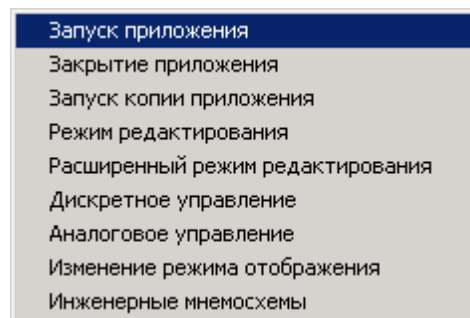 Запуск приложения
Закрытие приложения
Запуск копии приложения
Режим редактирования
Расширенный режим редактирования
Дискретное управление
Аналоговое управление
Изменение режима отображения
Инженерные мнемосхемы